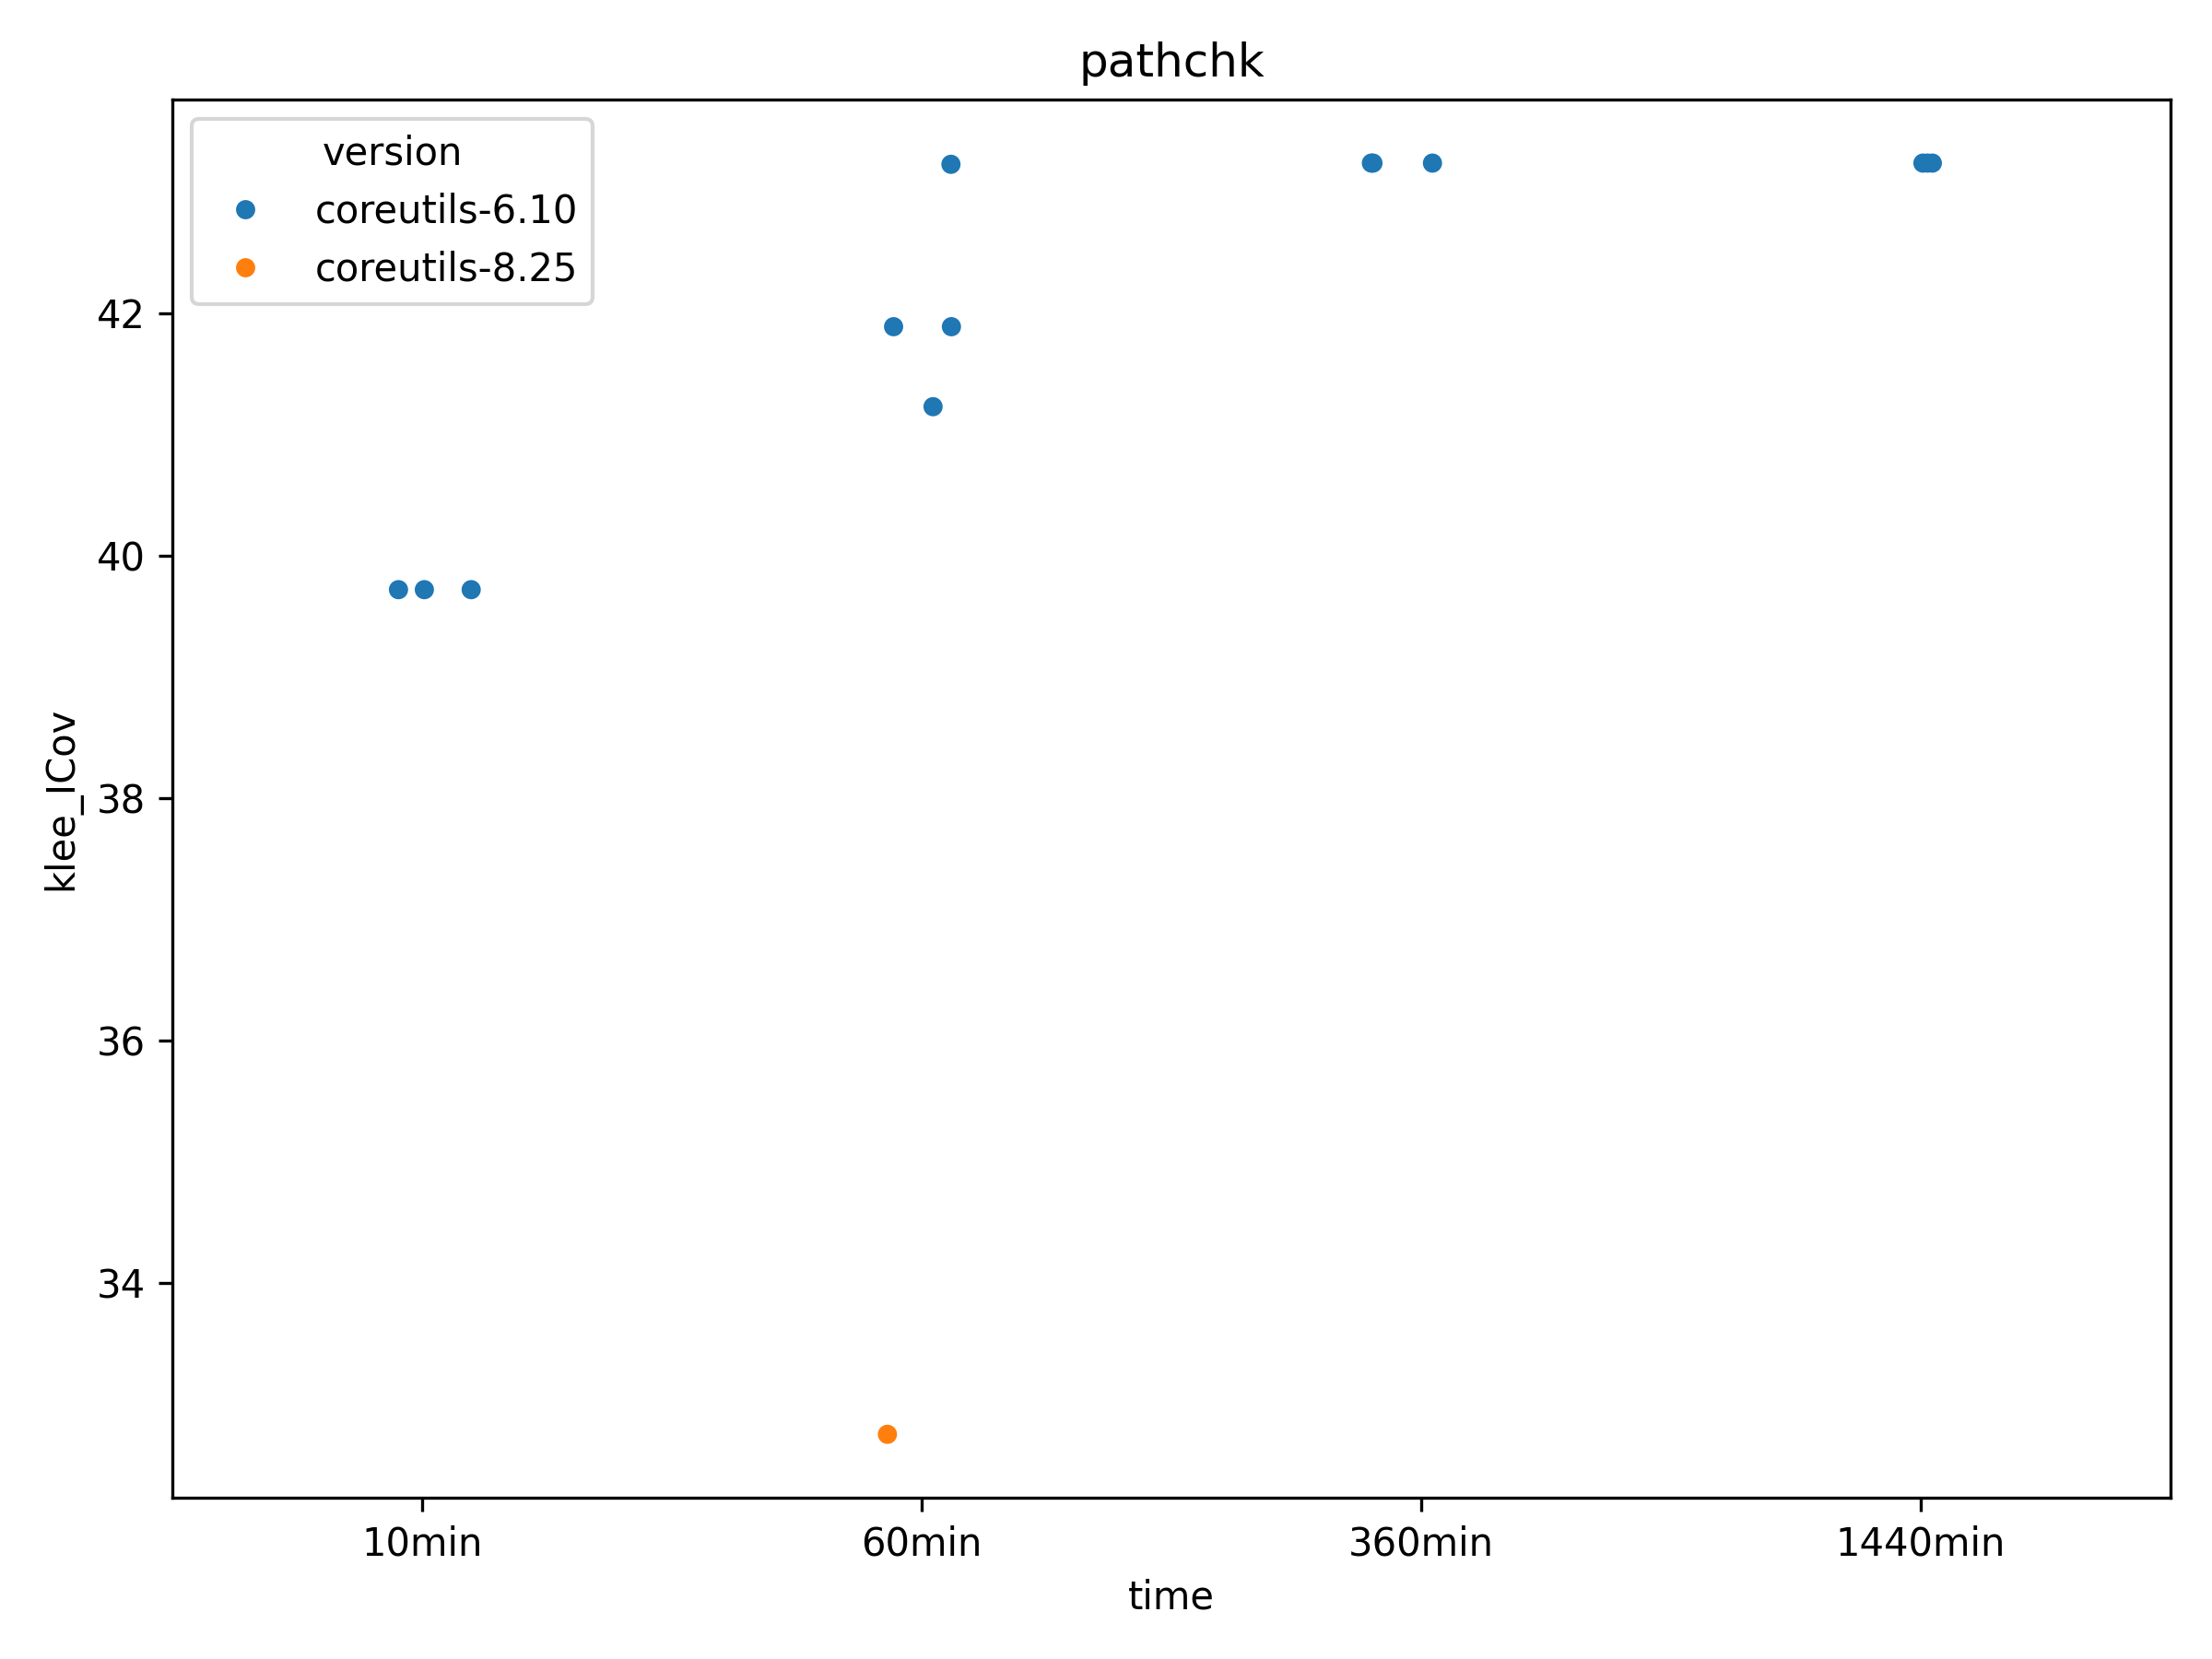 pathchk
version
coreutils-6.10
coreutils-8.25
42
40
38
36
34
klee_ICov
10min
60min
360min
1440min
time